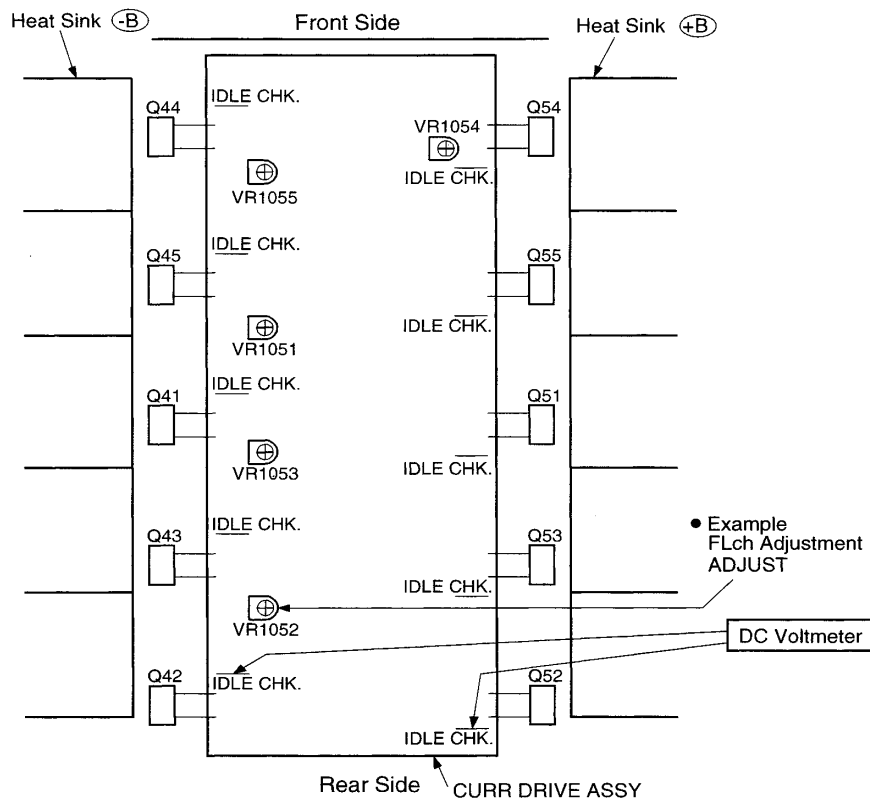 Heat Sink -B
Front Side
Heat Sink +B
IDLE CHK.
Q44
Q54
VR1054
IDLE CHK.
VR1055
IDLE CHK.
Q45
Q55
IDLE CHK.
VR1051
IDLE CHK.
Q41
Q51
IDLE CHK.
VR1053
IDLE CHK.
Q43
Q53
● Example
FLch Adjustment
ADJUST
IDLE CHK.
VR1052
DC Voltmeter
IDLE CHK.
Q42
Q52
IDLE CHK.
Rear Side
CURR DRIVE ASSY